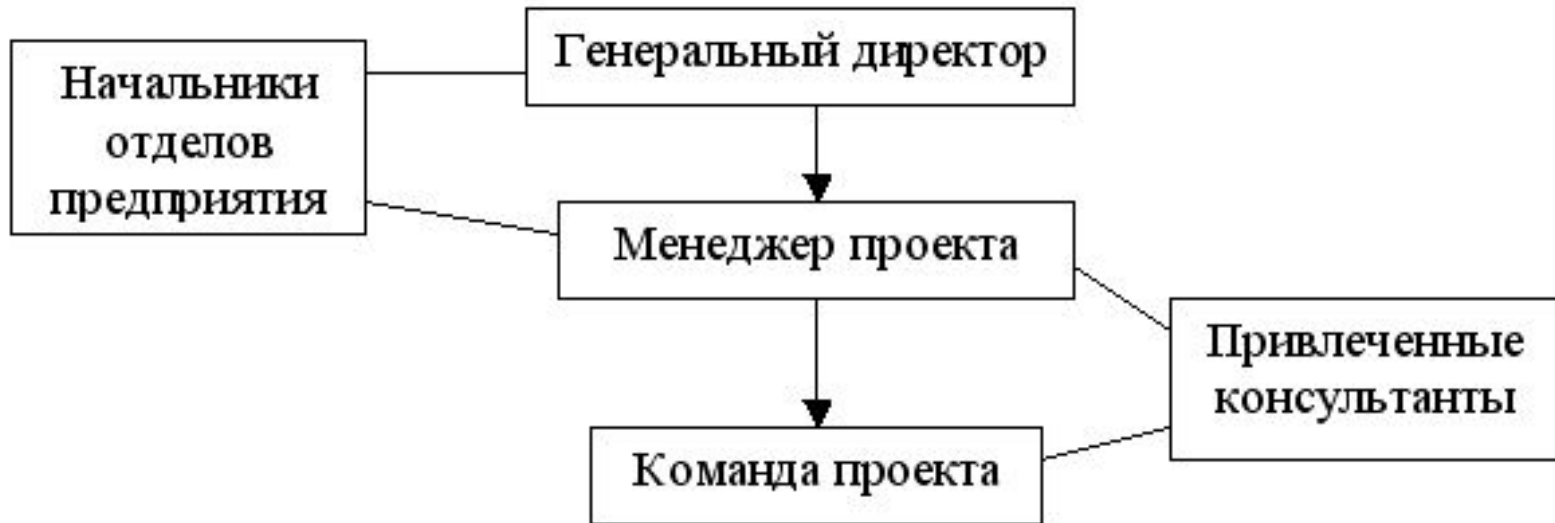 Генеральный директор
Начальники
отделов
предприятия
Менеджер проекта
Привлеченные
консультанты
Команда проекта